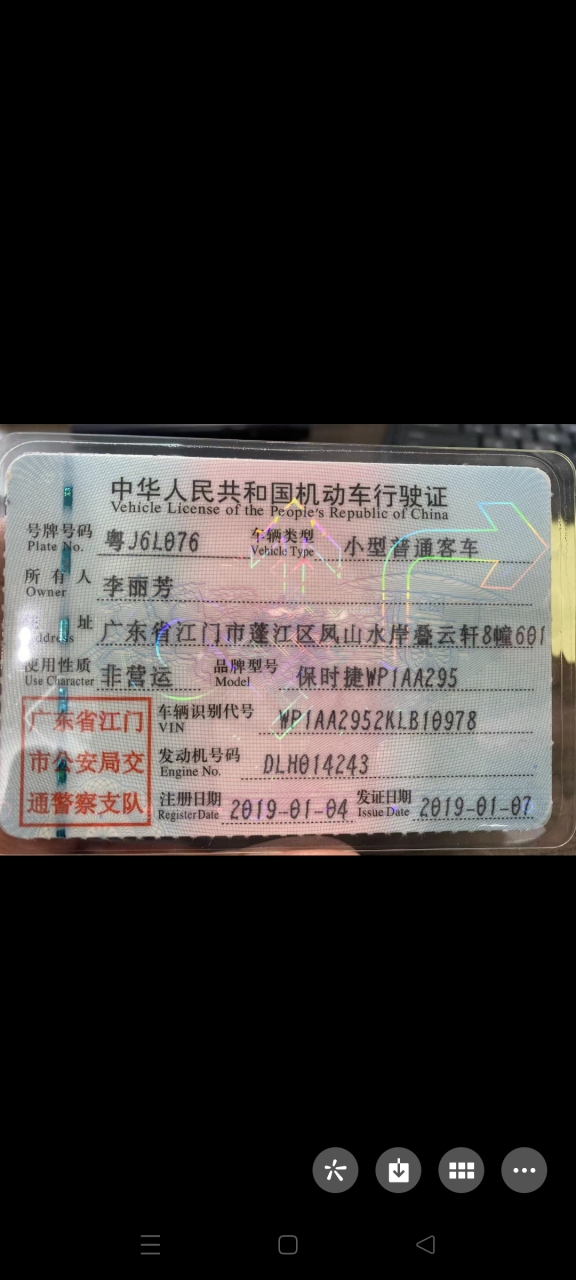 中华人民共和国机动车行驶证
Vehicle License of the People's Republic of China
号牌号码 粤J6L076 车辆类型 小型普通客车
Plate No. Vehicle Type
所有人 李丽芳
Owner
住址 广东省江门市蓬江区凤山水岸叠云轩8幢601
Address
使用性质 非营运 品牌型号 保时捷WP1AA295
Use Character Model
广东省江门
市公安局交
通警察支队
车辆识别代号 WP1AA2952KLB10978
VIN
发动机号码 DLH014243
Engine No.
注册日期 2019-01-04 发证日期 2019-01-07
Register Date Issue Date